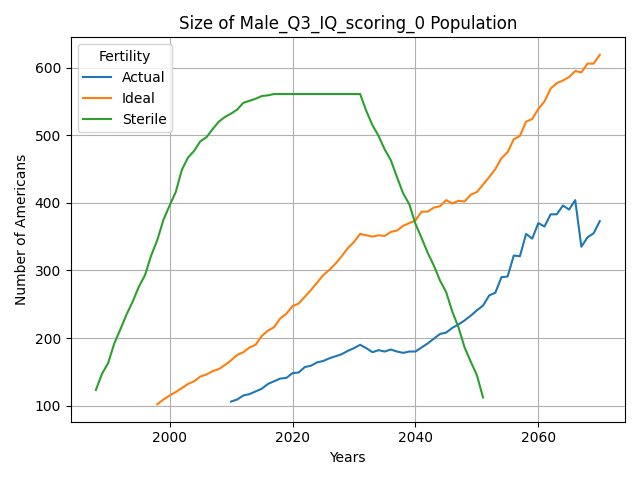 Size of Male_Q3_IQ_scoring_0 Population
Fertility
Actual
Ideal
Sterile
Number of Americans
600
500
400
300
200
100
2000
2020
2040
2060
Years